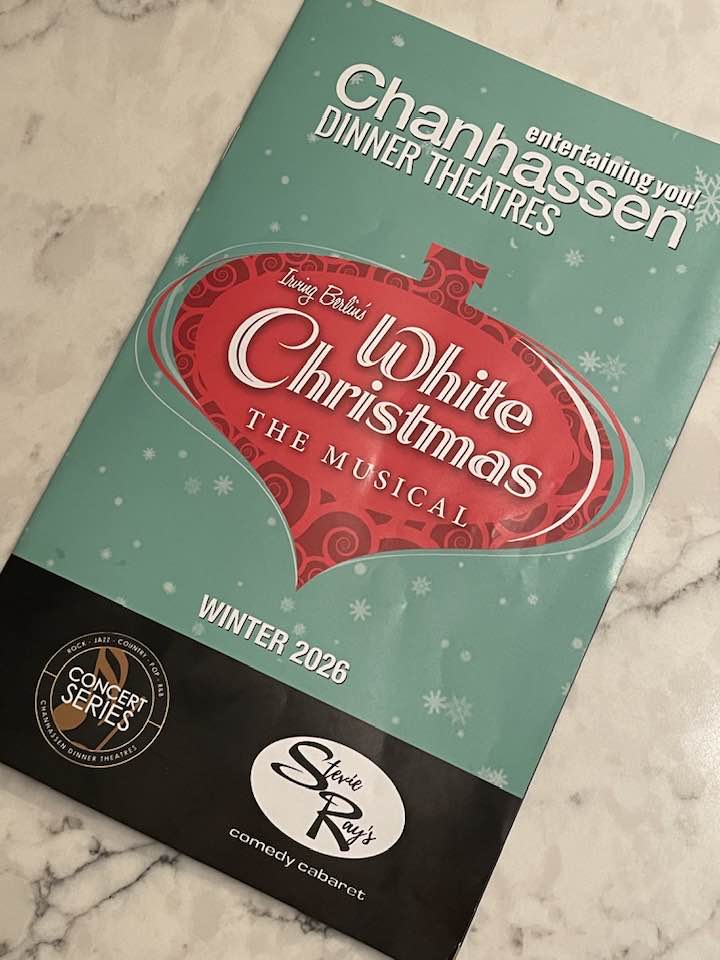 entertaining you!
Chanhassen
DINNER THEATRES
Irving Berlin's
White
Christmas
THE MUSICAL
WINTER 2026
ROCK · JAZZ · COUNTRY · POP · R&B
CONCERT
SERIES
CHANHASSEN DINNER THEATRES
Stevie
Ray's
comedy cabaret